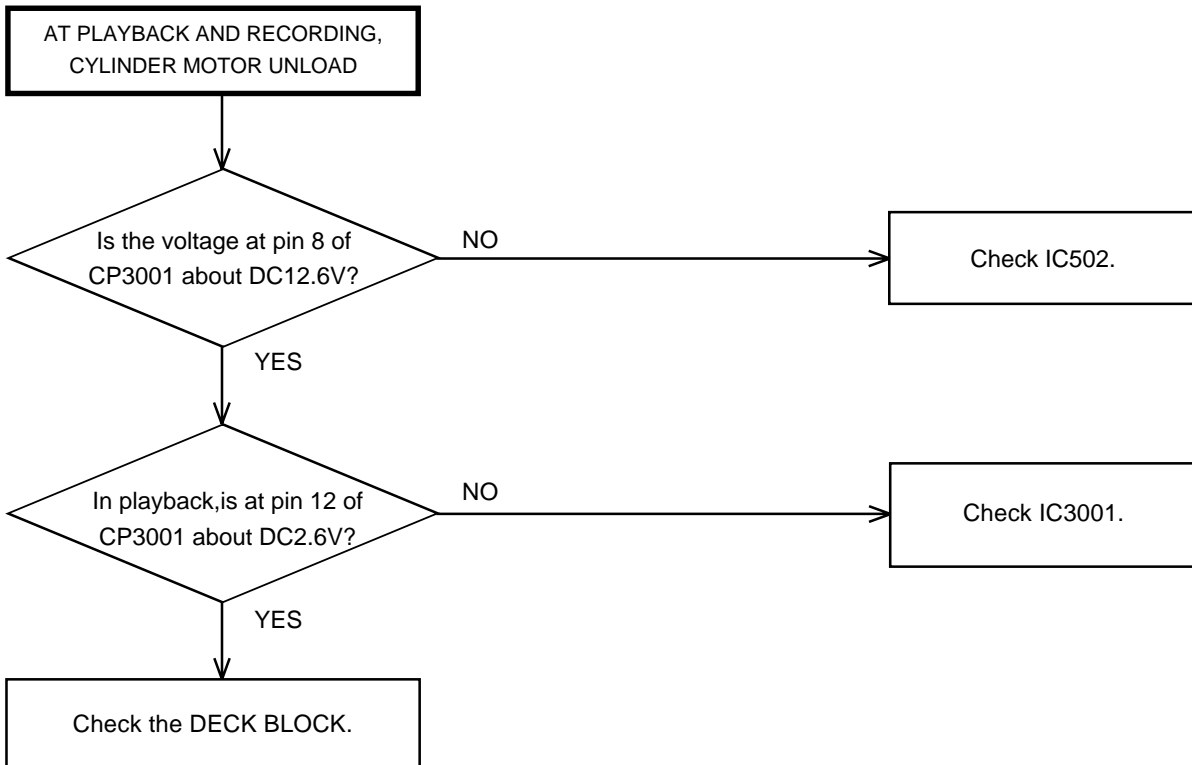 AT PLAYBACK AND RECORDING,
CYLINDER MOTOR UNLOAD
Is the voltage at pin 8 of
CP3001 about DC12.6V?
NO
Check IC502.
YES
In playback,is at pin 12 of
CP3001 about DC2.6V?
NO
Check IC3001.
YES
Check the DECK BLOCK.